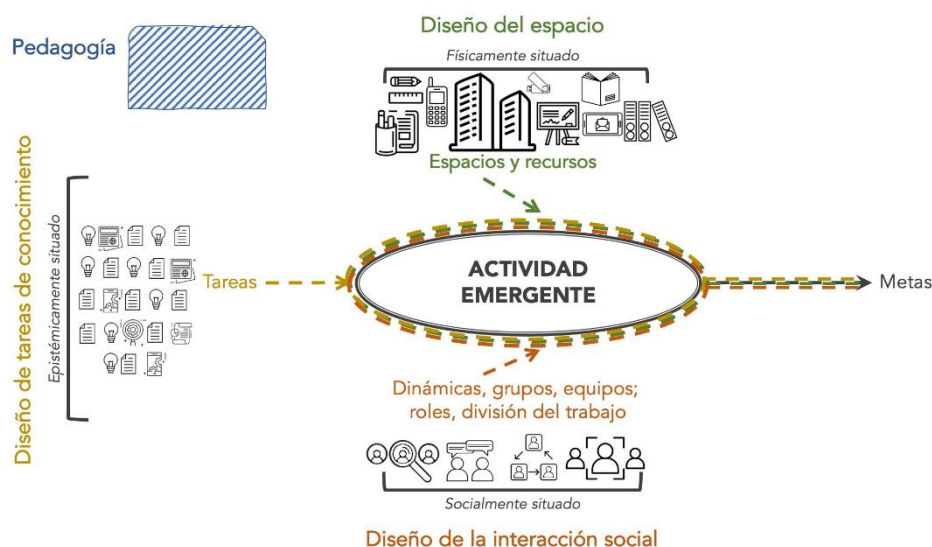 Pedagogía
Diseño del espacio
Físicamente situado
Espacios y recursos
Diseño de tareas de conocimiento
Epistémicamente situado
Tareas
ACTIVIDAD
EMERGENTE
Metas
Dinámicas, grupos, equipos;
roles, división del trabajo
Socialmente situado
Diseño de la interacción social